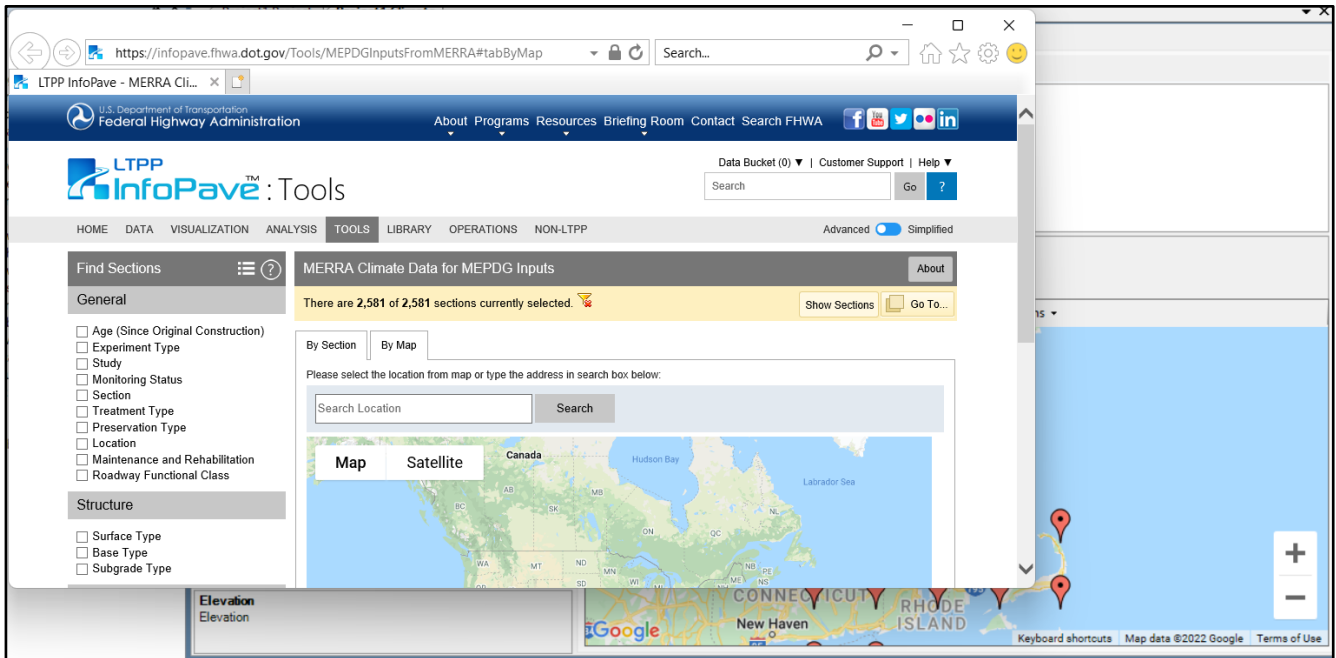 https://infopave.fhwa.dot.gov/Tools/MEPDGInputsFromMERRA#tabByMap
Search...
LTPP InfoPave - MERRA Cli...
U.S. Department of Transportation
Federal Highway Administration
About Programs Resources Briefing Room Contact Search FHWA
You Tube
in
LTPP
InfoPave™ : Tools
Data Bucket (0) ▼ | Customer Support | Help ▼
Search
Go
?
HOME DATA VISUALIZATION ANALYSIS TOOLS LIBRARY OPERATIONS NON-LTPP
Advanced Simplified
Find Sections
?
MERRA Climate Data for MEPDG Inputs
About
General
There are 2,581 of 2,581 sections currently selected.
Show Sections
Go To...
Age (Since Original Construction)
Experiment Type
Study
Monitoring Status
Section
Treatment Type
Preservation Type
Location
Maintenance and Rehabilitation
Roadway Functional Class
Structure
Surface Type
Base Type
Subgrade Type
By Section
By Map
Please select the location from map or type the address in search box below:
Search Location
Search
Map
Satellite
Canada
Hudson Bay
Labrador Sea
AB
MB
BC
SK
NL
ON
QC
WA
MT
ND
MN
NB
PE
SD
WI
ME
NS
Elevation
Elevation
CONNECTICUT
RHODE
ISLAND
New Haven
Google
Keyboard shortcuts
Map data ©2022 Google
Terms of Use